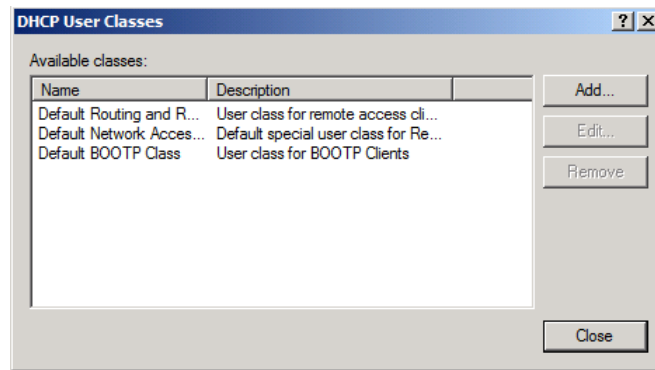 DHCP User Classes
Available classes:
Name Description
Default Routing and R... User class for remote access cli...
Default Network Acces... Default special user class for Re...
Default BOOTP Class User class for BOOTP Clients
Add...
Edit...
Remove
Close